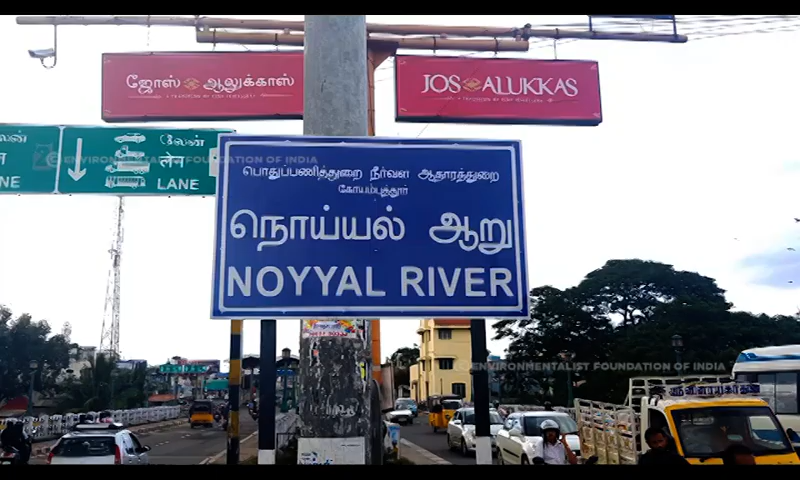 ஜோஸ் ஆலுக்காஸ்
JOS ALUKKAS
லேன்
लेन
LANE
NE
© ENVIRONMENTALIST FOUNDATION OF INDIA
பொதுப்பணித்துறை நீர்வள ஆதாரத்துறை
கோயம்புத்தூர்
நொய்யல் ஆறு
NOYYAL RIVER
© ENVIRONMENTALIST FOUNDATION OF INDIA